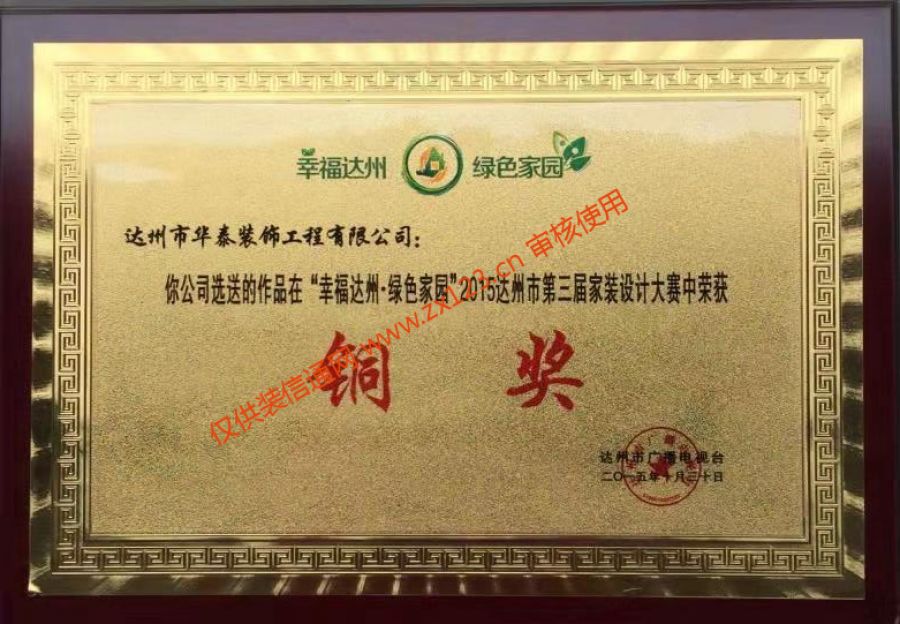 幸福达州 绿色家园
达州市华泰装饰工程有限公司：
你公司选送的作品在“幸福达州·绿色家园”2015达州市第三届家装设计大赛中荣获
铜 奖
仅供装信通网 www.zx123.cn 审核使用
达州市广播电视台
二〇一五年十月三十日